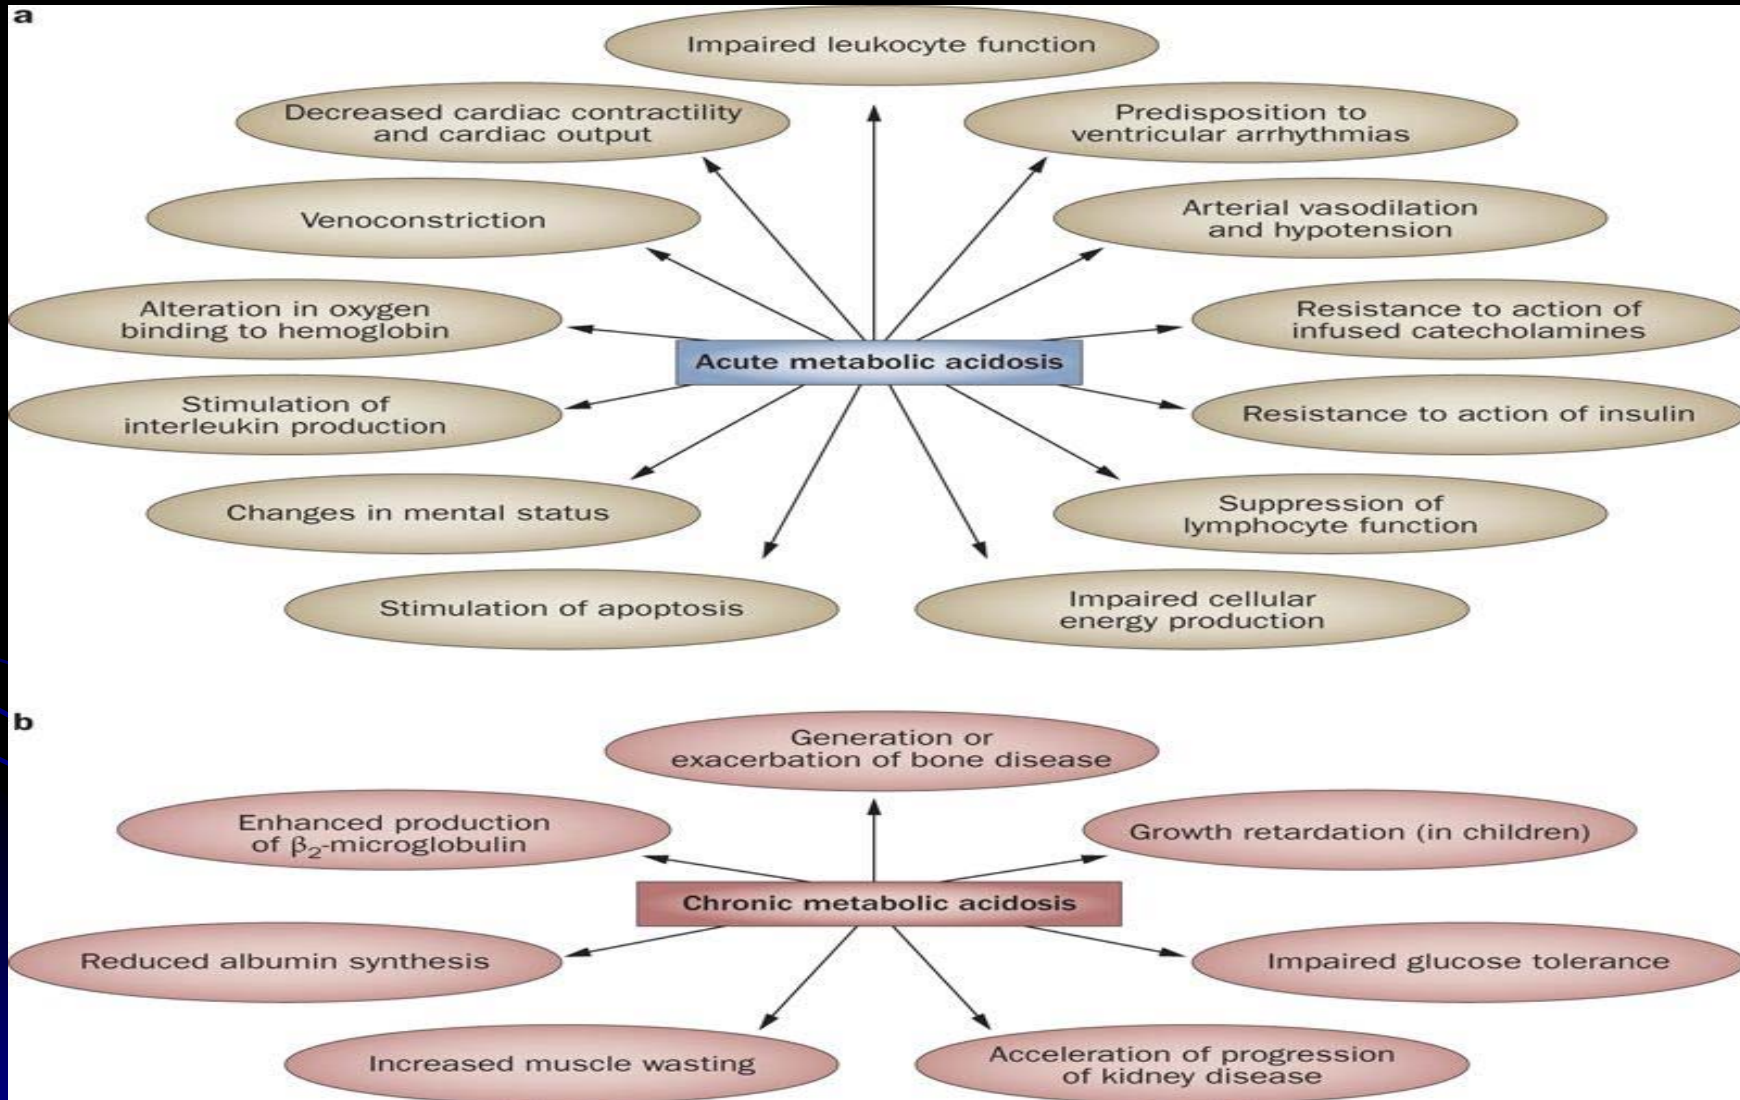 a
Impaired leukocyte function
Decreased cardiac contractility
and cardiac output
Predisposition to
ventricular arrhythmias
Venoconstriction
Arterial vasodilation
and hypotension
Alteration in oxygen
binding to hemoglobin
Resistance to action of
infused catecholamines
Acute metabolic acidosis
Stimulation of
interleukin production
Resistance to action of insulin
Changes in mental status
Suppression of
lymphocyte function
Stimulation of apoptosis
Impaired cellular
energy production
b
Generation or
exacerbation of bone disease
Enhanced production
of β₂-microglobulin
Growth retardation (in children)
Chronic metabolic acidosis
Reduced albumin synthesis
Impaired glucose tolerance
Increased muscle wasting
Acceleration of progression
of kidney disease